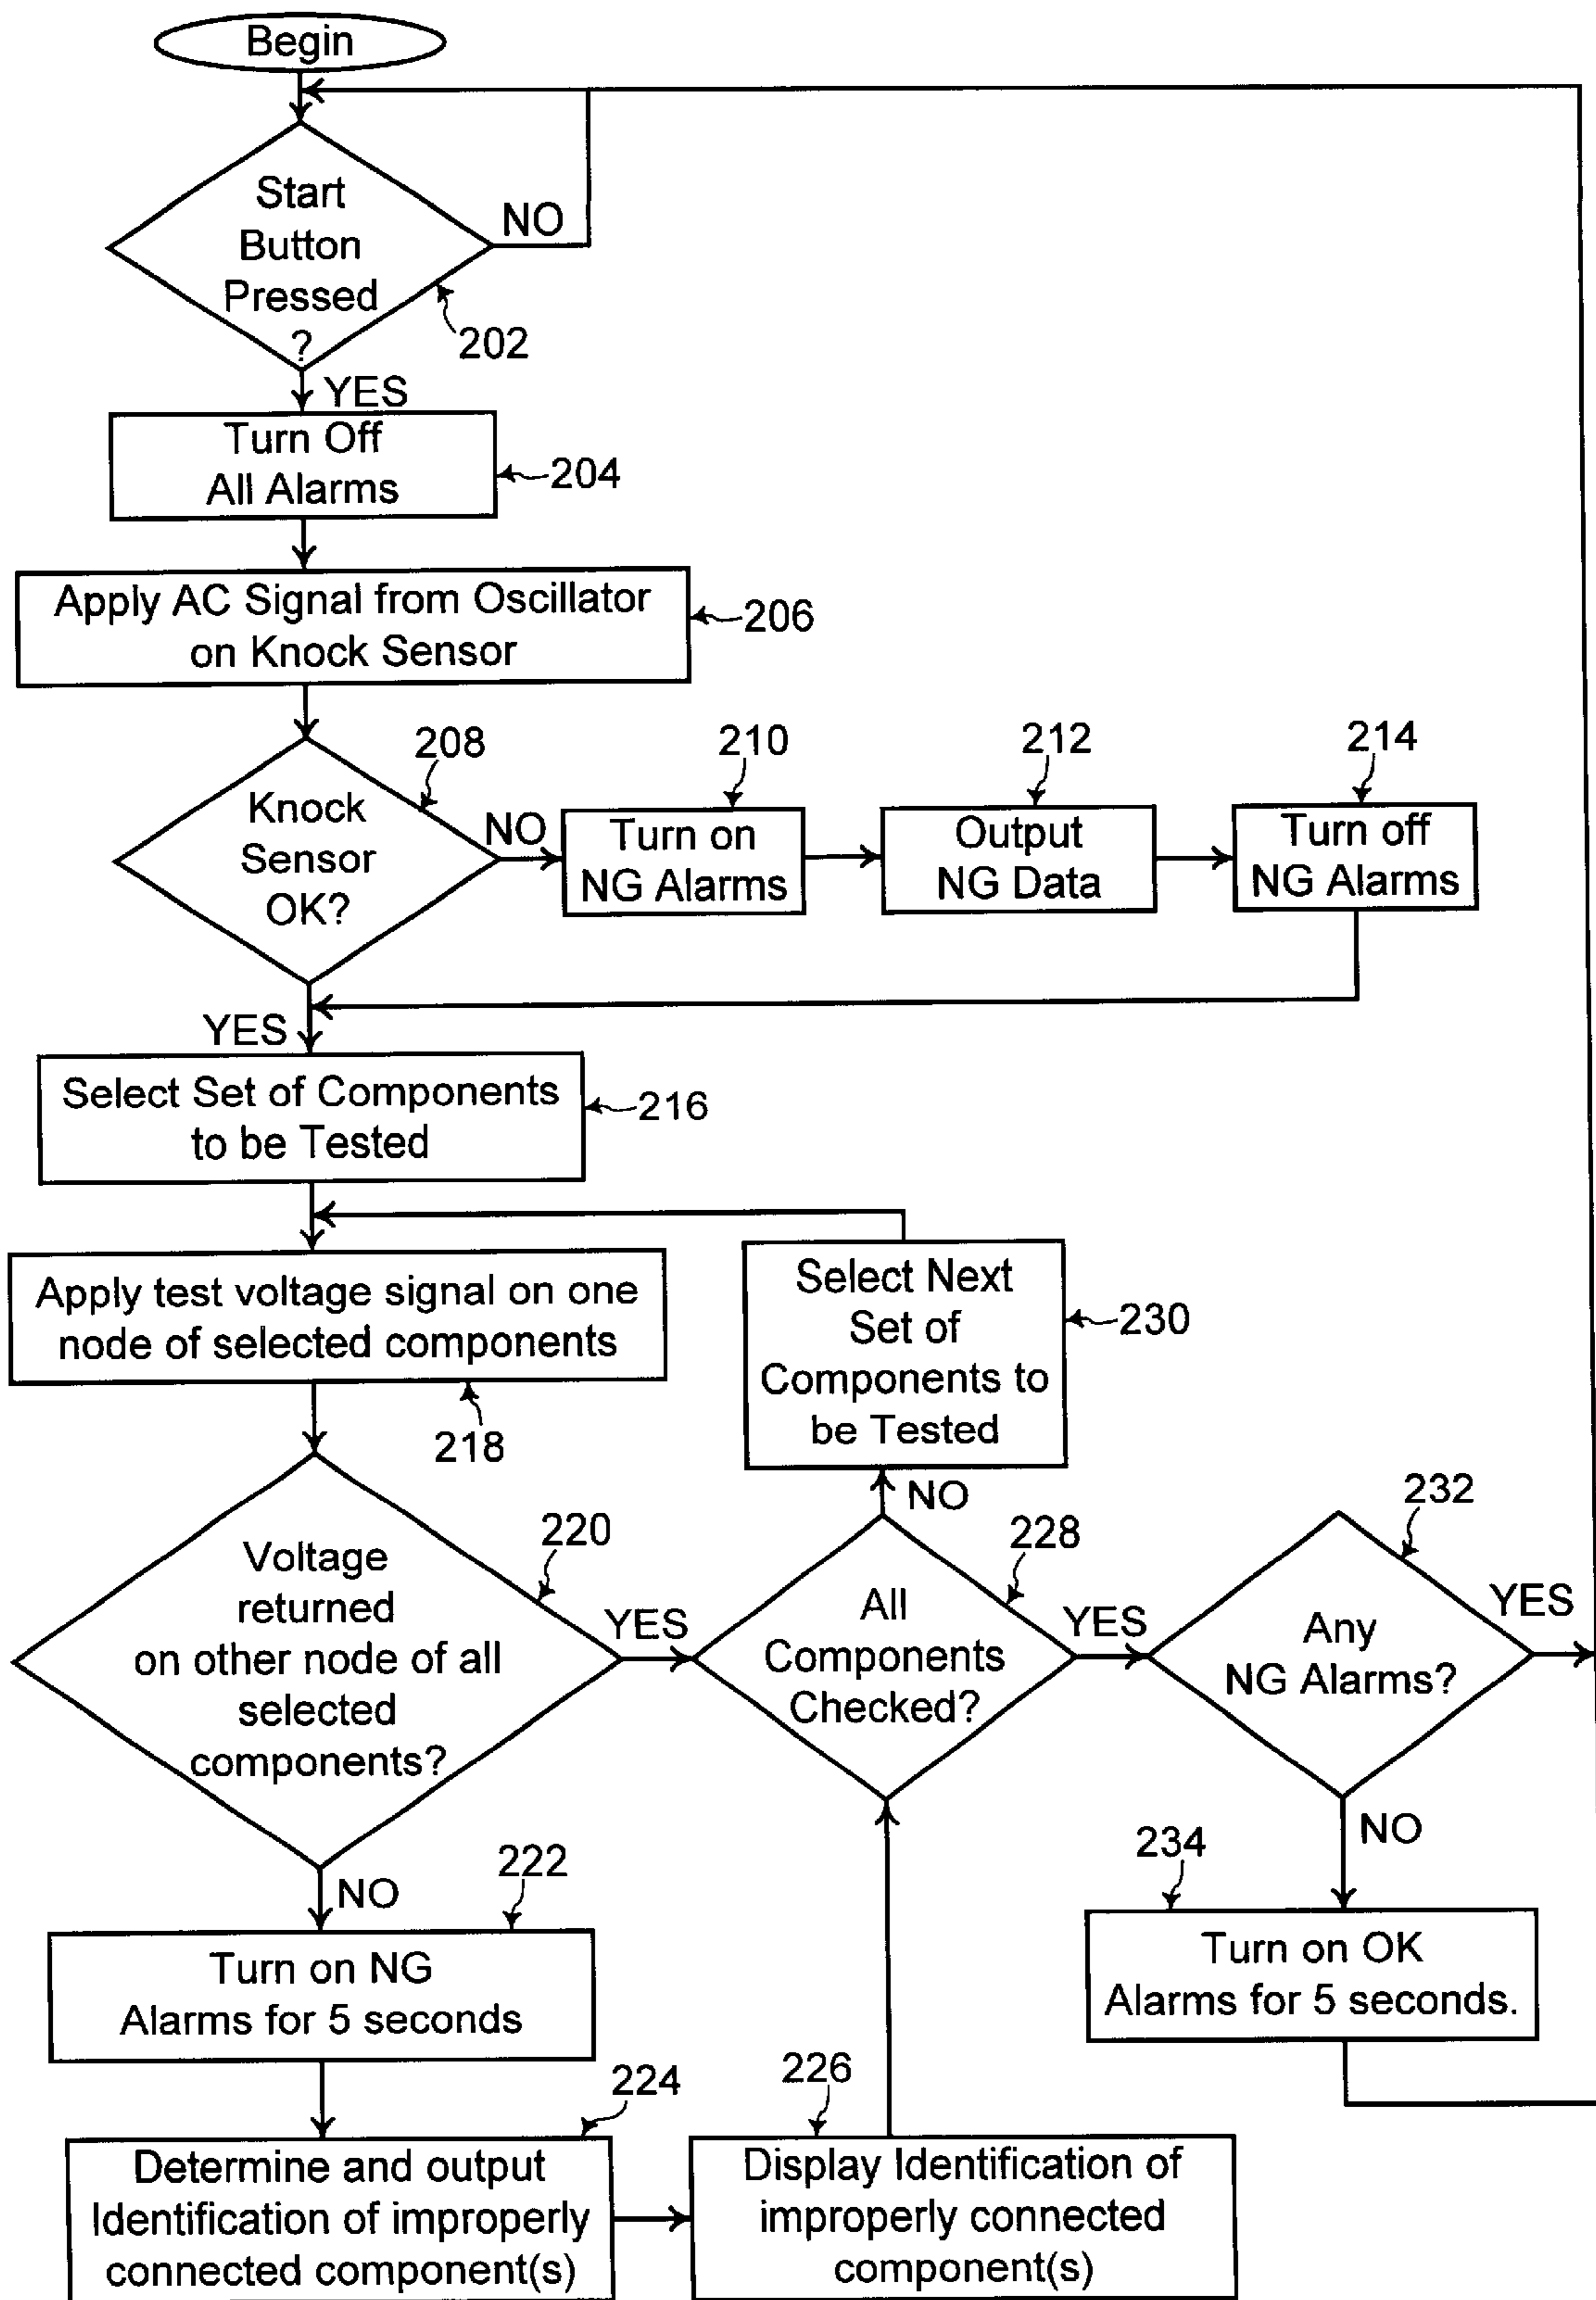 Begin
Start
Button
Pressed
?
NO
202
YES
Turn Off
All Alarms
204
Apply AC Signal from Oscillator
on Knock Sensor
206
208
Knock
Sensor
OK?
NO
210
Turn on
NG Alarms
212
Output
NG Data
214
Turn off
NG Alarms
YES
Select Set of Components
to be Tested
216
Apply test voltage signal on one
node of selected components
218
Select Next
Set of
Components to
be Tested
230
NO
220
Voltage
returned
on other node of all
selected
components?
YES
228
All
Components
Checked?
YES
232
Any
NG Alarms?
YES
NO
222
Turn on NG
Alarms for 5 seconds
NO
234
Turn on OK
Alarms for 5 seconds.
224
Determine and output
Identification of improperly
connected component(s)
226
Display Identification of
improperly connected
component(s)